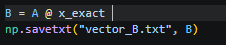 B = A @ x_exact
np.savetxt("vector_B.txt", B)